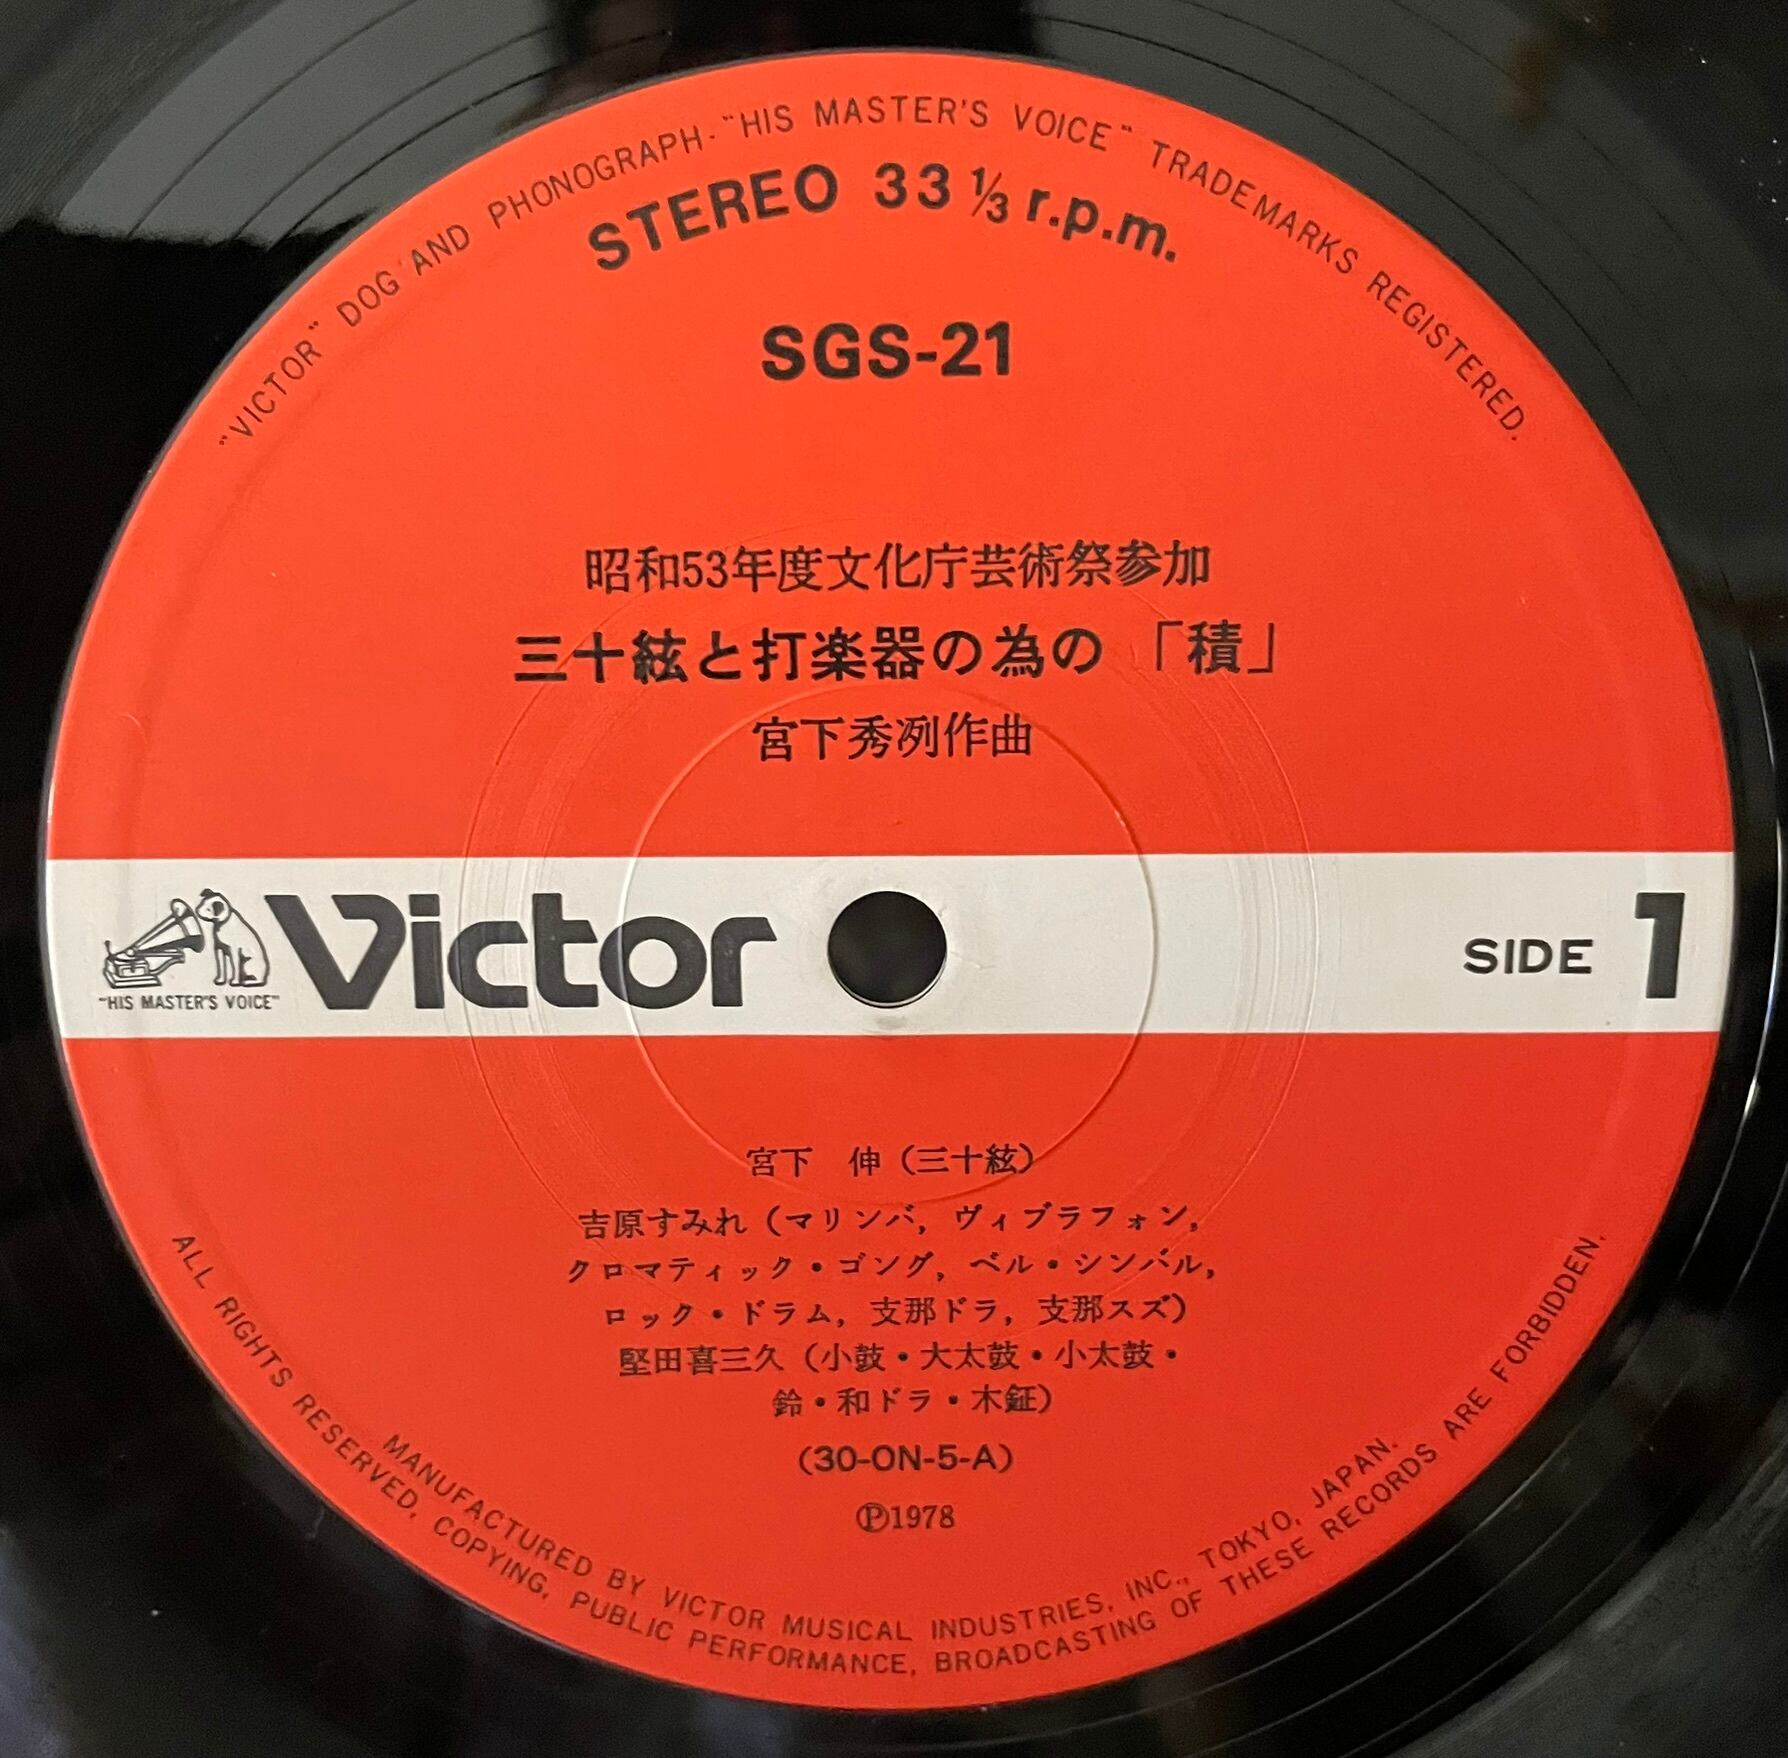 "VICTOR" DOG AND PHONOGRAPH-"HIS MASTER'S VOICE" TRADEMARKS REGISTERED.
STEREO 33 1/3 r.p.m.
SGS-21
昭和53年度文化庁芸術祭参加
三十絃と打楽器の為の「積」
宮下秀冽作曲
Victor
"HIS MASTER'S VOICE"
SIDE 1
宮下 伸（三十絃）
吉原すみれ（マリンバ，ヴィブラフォン，
クロマティック・ゴング，ベル・シンバル，
ロック・ドラム，支那ドラ，支那スズ）
堅田喜三久（小鼓・大太鼓・小太鼓・
鈴・和ドラ・木鉦）
(30-ON-5-A)
Ⓟ1978
MANUFACTURED BY VICTOR MUSICAL INDUSTRIES, INC., TOKYO, JAPAN.
ALL RIGHTS RESERVED, COPYING, PUBLIC PERFORMANCE, BROADCASTING OF THESE RECORDS ARE FORBIDDEN.